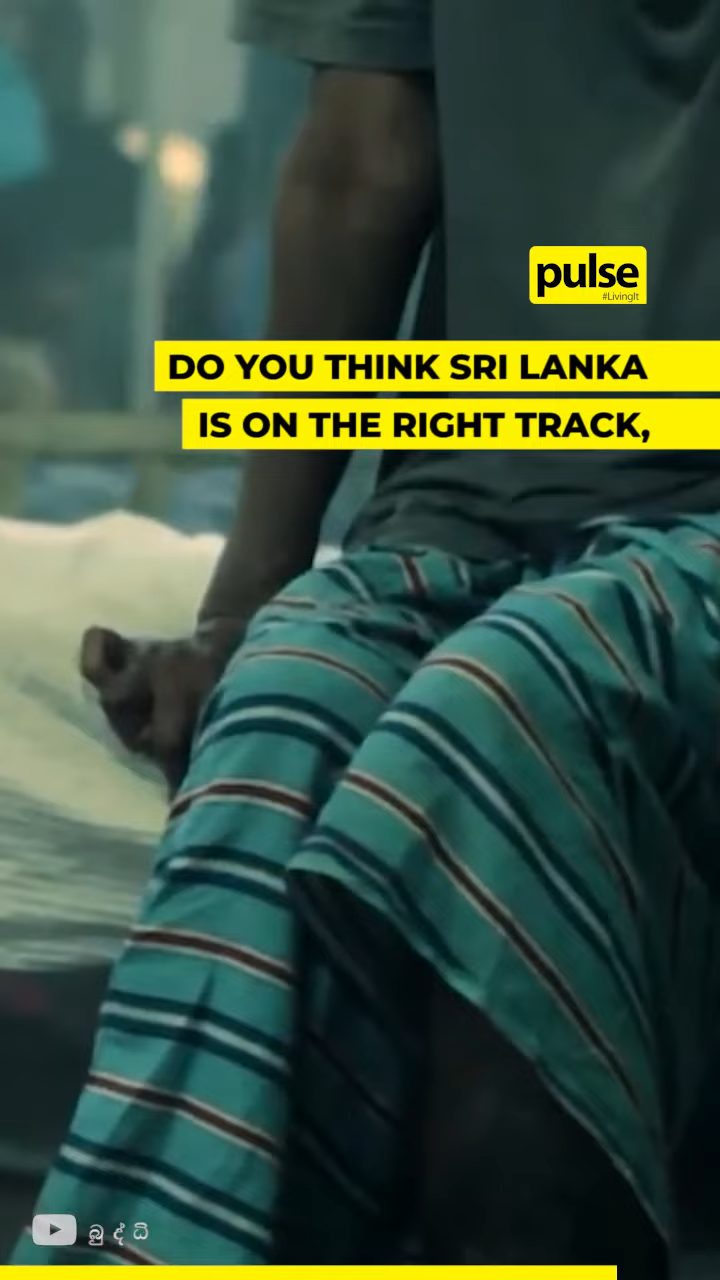 pulse
#LivingIt
DO YOU THINK SRI LANKA
IS ON THE RIGHT TRACK,
බු ද් ධි